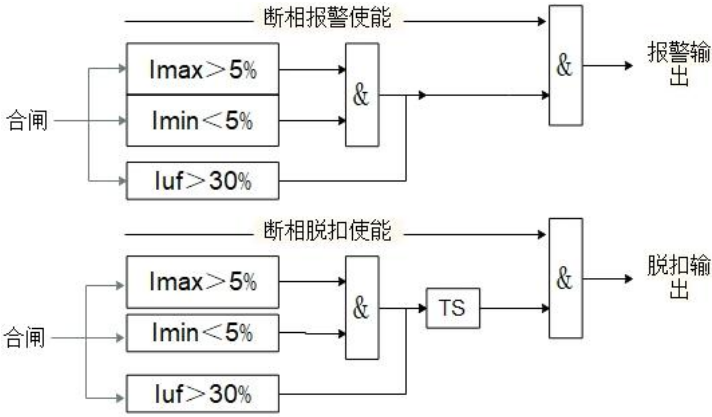 断相报警使能
Imax＞5%
&
&
报警输
出
合闸
Imin＜5%
Iuf＞30%
断相脱扣使能
Imax＞5%
&
&
脱扣输
出
TS
合闸
Imin＜5%
Iuf＞30%